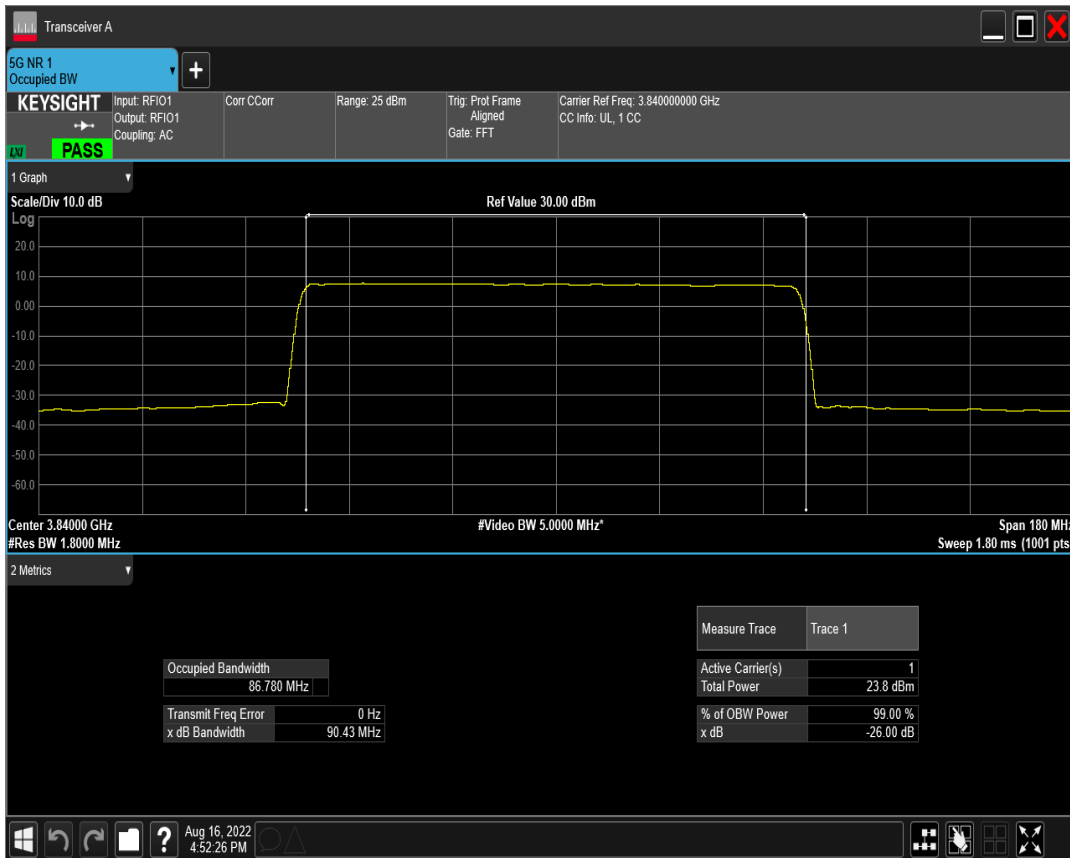 Transceiver A
5G NR 1
Occupied BW
+
KEYSIGHT
LXI
PASS
Input: RFIO1
Output: RFIO1
Coupling: AC
Corr CCorr
Range: 25 dBm
Trig: Prot Frame
Aligned
Gate: FFT
Carrier Ref Freq: 3.840000000 GHz
CC Info: UL, 1 CC
1 Graph
Scale/Div 10.0 dB
Ref Value 30.00 dBm
Log
20.0
10.0
0.00
-10.0
-20.0
-30.0
-40.0
-50.0
-60.0
Center 3.84000 GHz
#Video BW 5.0000 MHz*
Span 180 MHz
#Res BW 1.8000 MHz
Sweep 1.80 ms (1001 pts
2 Metrics
Measure Trace Trace 1
Occupied Bandwidth
86.780 MHz
Active Carrier(s) 1
Total Power 23.8 dBm
Transmit Freq Error 0 Hz
x dB Bandwidth 90.43 MHz
% of OBW Power 99.00 %
x dB -26.00 dB
?
Aug 16, 2022
4:52:26 PM